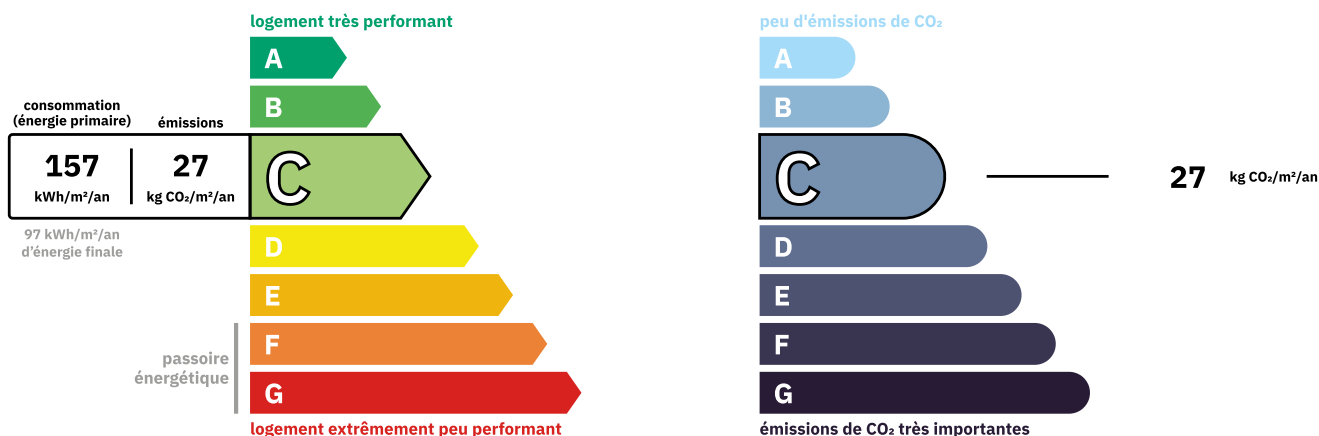 logement très performant
A
B
consommation
(énergie primaire)
émissions
157
kWh/m²/an
27
kg CO₂/m²/an
C
97 kWh/m²/an
d'énergie finale
D
E
F
passoire
énergétique
G
logement extrêmement peu performant
peu d'émissions de CO₂
A
B
C
27
kg CO₂/m²/an
D
E
F
G
émissions de CO₂ très importantes